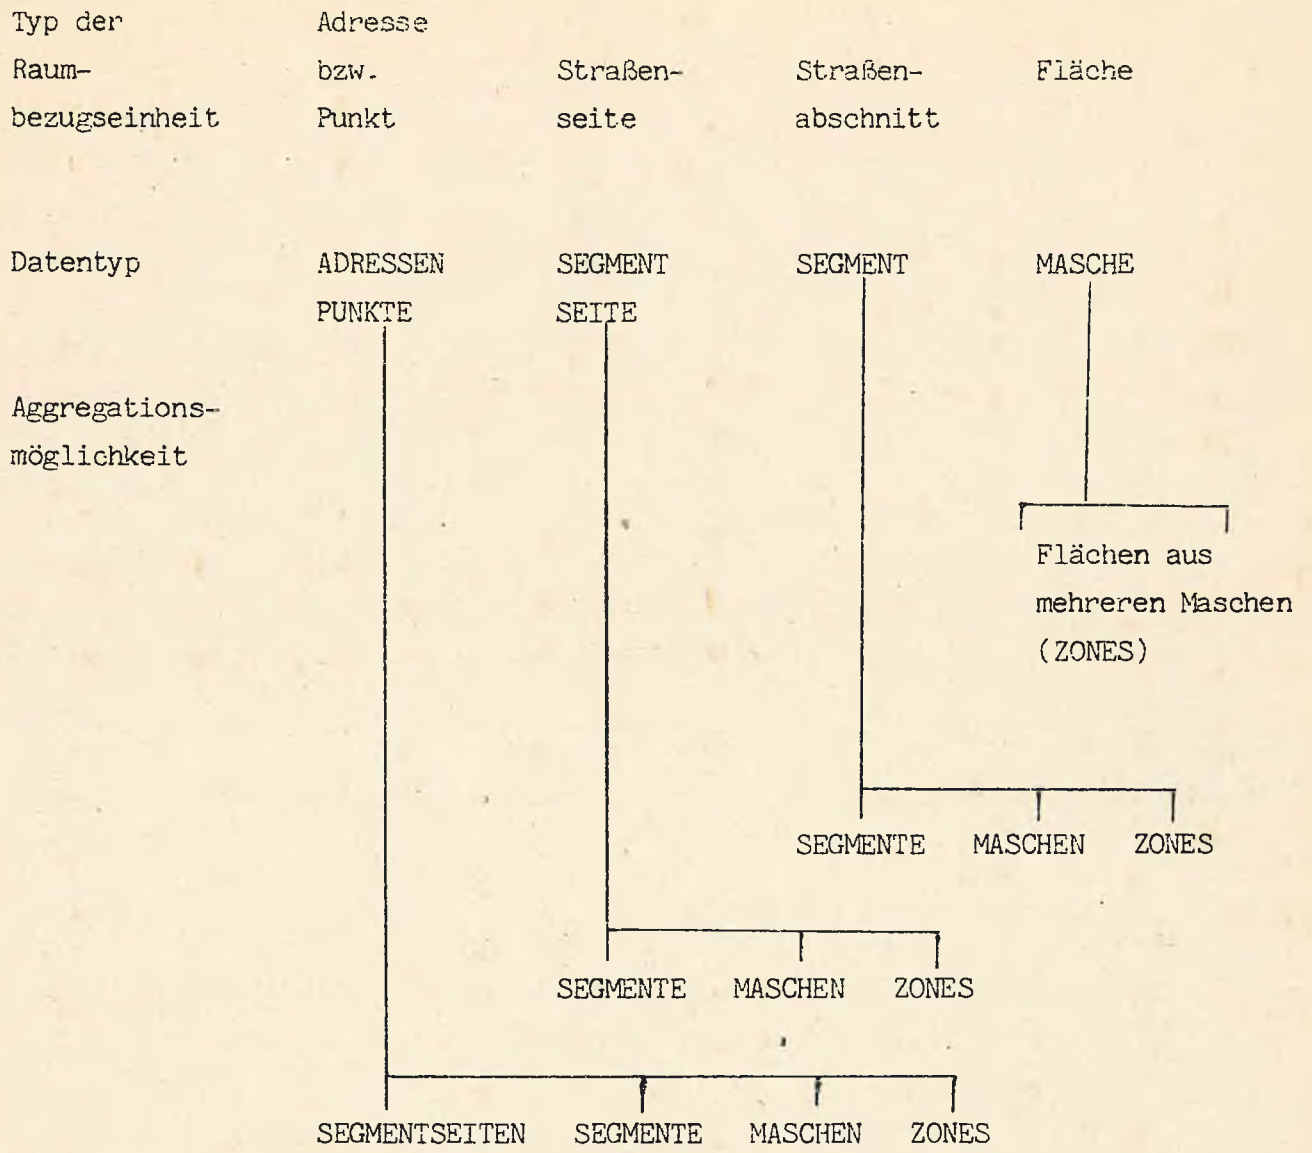 Typ der Adresse
Raum- bzw. Straßen- Straßen- Fläche
bezugseinheit Punkt seite abschnitt
Datentyp ADRESSEN SEGMENT SEGMENT MASCHE
PUNKTE SEITE
Aggregations-
möglichkeit
Flächen aus
mehreren Maschen
(ZONES)
SEGMENTE MASCHEN ZONES
SEGMENTE MASCHEN ZONES
SEGMENTSEITEN SEGMENTE MASCHEN ZONES